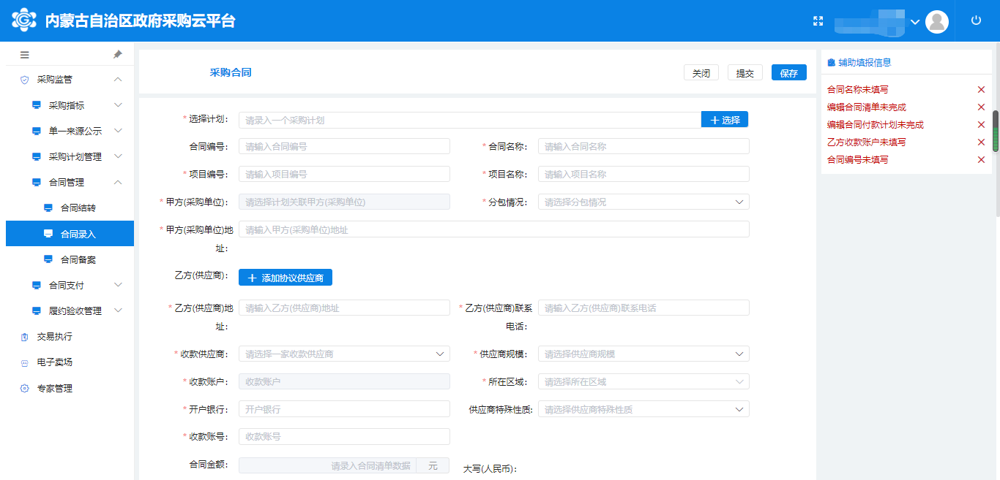 内蒙古自治区政府采购云平台
采购监管
采购指标
单一来源公示
采购计划管理
合同管理
合同结转
合同录入
合同备案
合同支付
履约验收管理
交易执行
电子卖场
专家管理
采购合同
关闭
提交
保存
* 选择计划: 请录入一个采购计划 选择
合同编号: 请输入合同编号 * 合同名称: 请输入合同名称
* 项目编号: 请输入项目编号 * 项目名称: 请输入项目名称
* 甲方(采购单位): 请选择计划关联甲方(采购单位) * 分包情况: 请选择分包情况
* 甲方(采购单位)地 请输入甲方(采购单位)地址
址:
乙方(供应商): 添加协议供应商
* 乙方(供应商)地 请输入乙方(供应商)地址 * 乙方(供应商)联系 请输入乙方(供应商)联系电话
址: 电话:
* 收款供应商: 请选择一家收款供应商 * 供应商规模: 请选择供应商规模
* 收款账户: 收款账户 * 所在区域: 请选择所在区域
* 开户银行: 开户银行 供应商特殊性质: 请选择供应商特殊性质
* 收款账号: 收款账号
合同金额: 请录入合同清单数据 元 大写(人民币):
辅助填报信息
合同名称未填写
编辑合同清单未完成
编辑合同付款计划未完成
乙方收款账户未填写
合同编号未填写